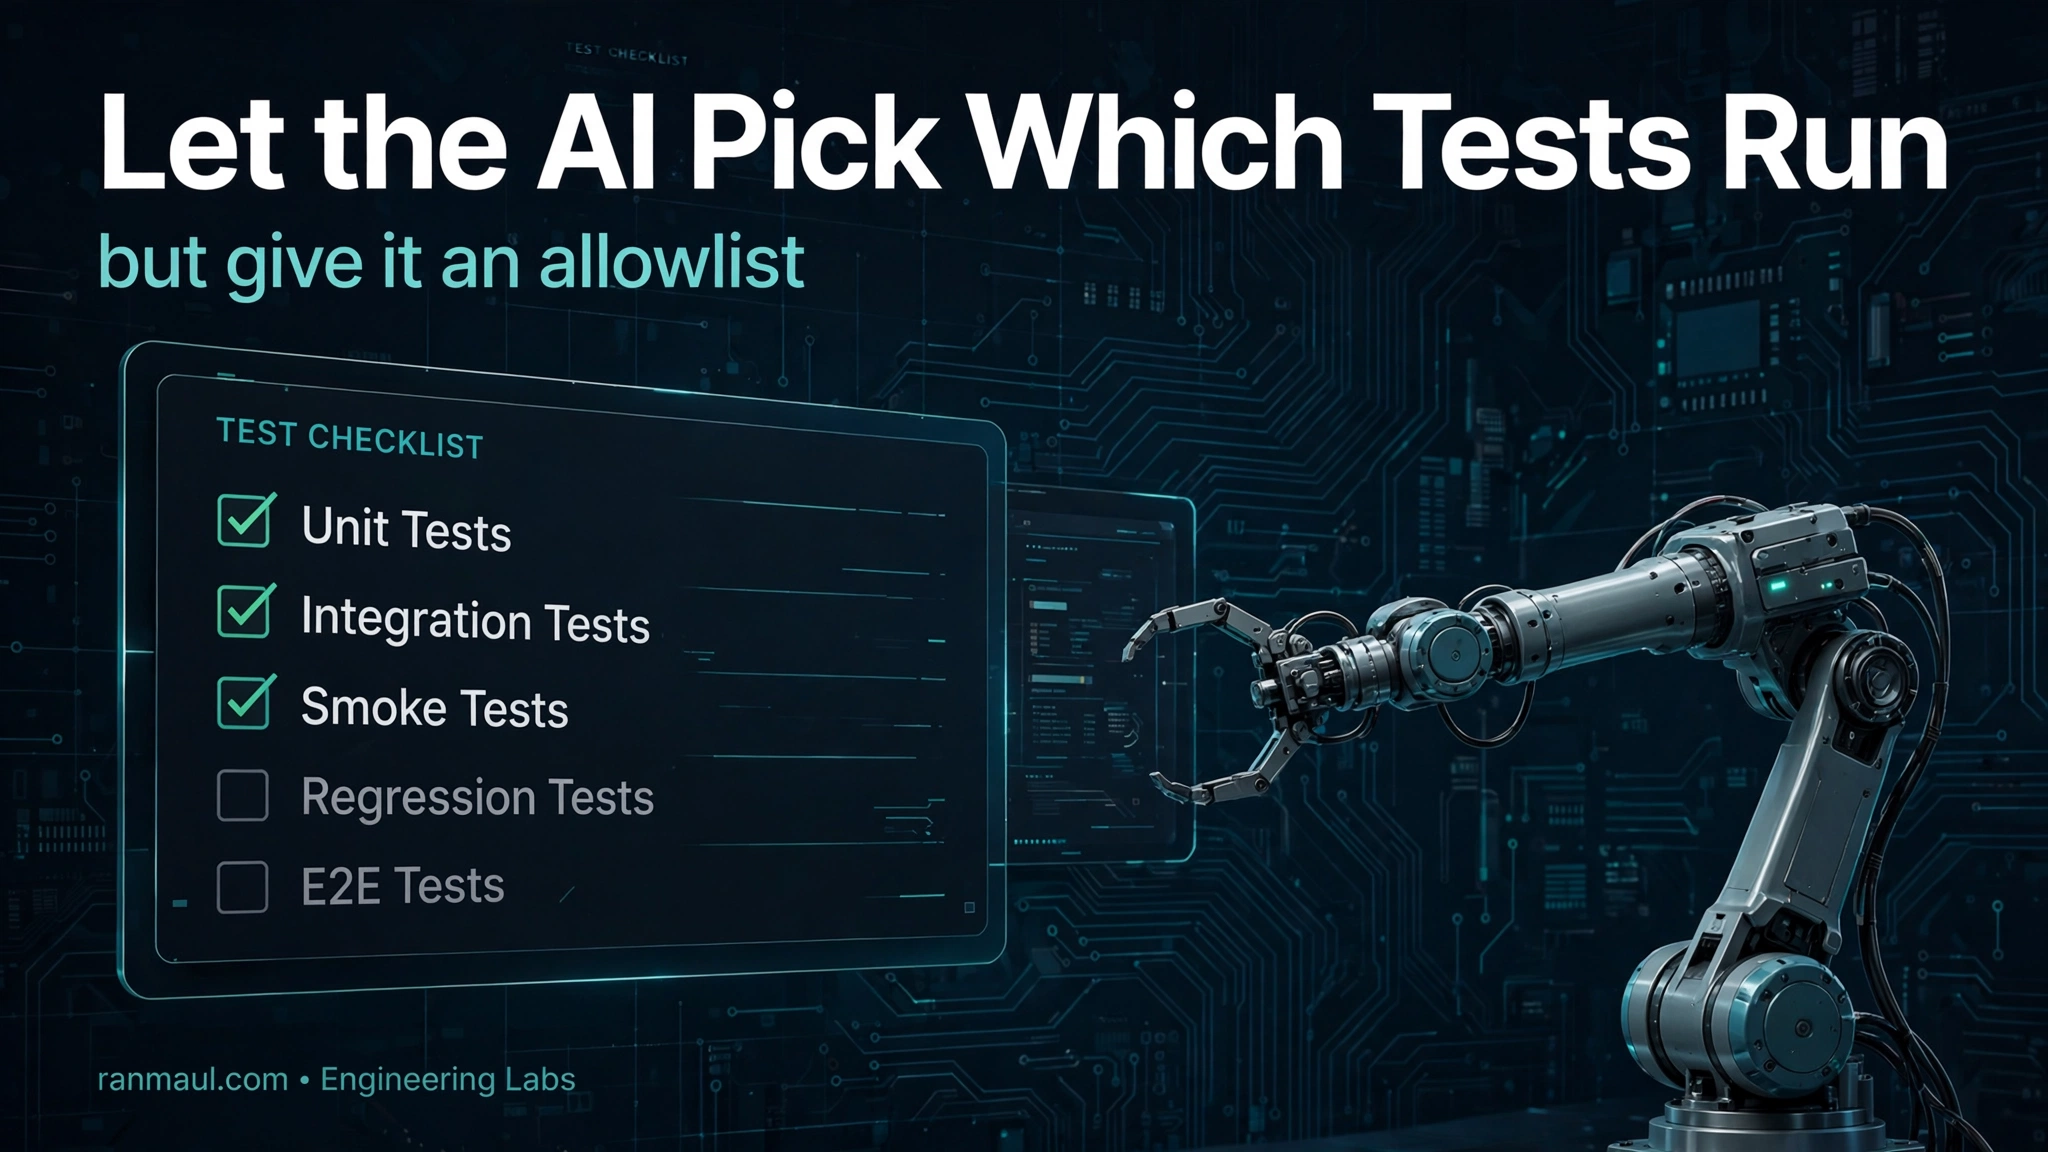 TEST CHECKLIST
Let the AI Pick Which Tests Run
but give it an allowlist
TEST CHECKLIST
Unit Tests
Integration Tests
Smoke Tests
Regression Tests
E2E Tests
ranmaul.com • Engineering Labs